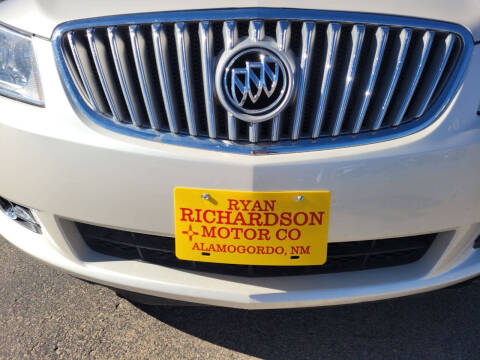 RYAN
RICHARDSON
MOTOR CO
ALAMOGORDO, NM